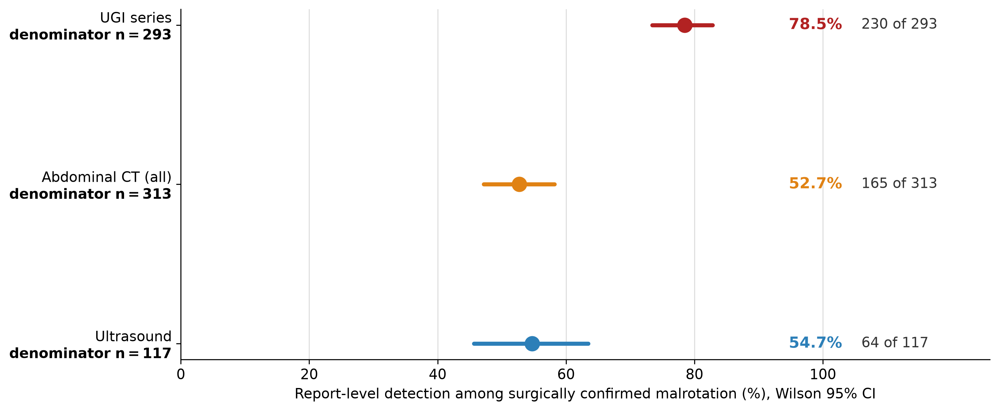 UGI series
denominator n = 293
78.5% 230 of 293
Abdominal CT (all)
denominator n = 313
52.7% 165 of 313
Ultrasound
denominator n = 117
54.7% 64 of 117
0 20 40 60 80 100
Report-level detection among surgically confirmed malrotation (%), Wilson 95% CI